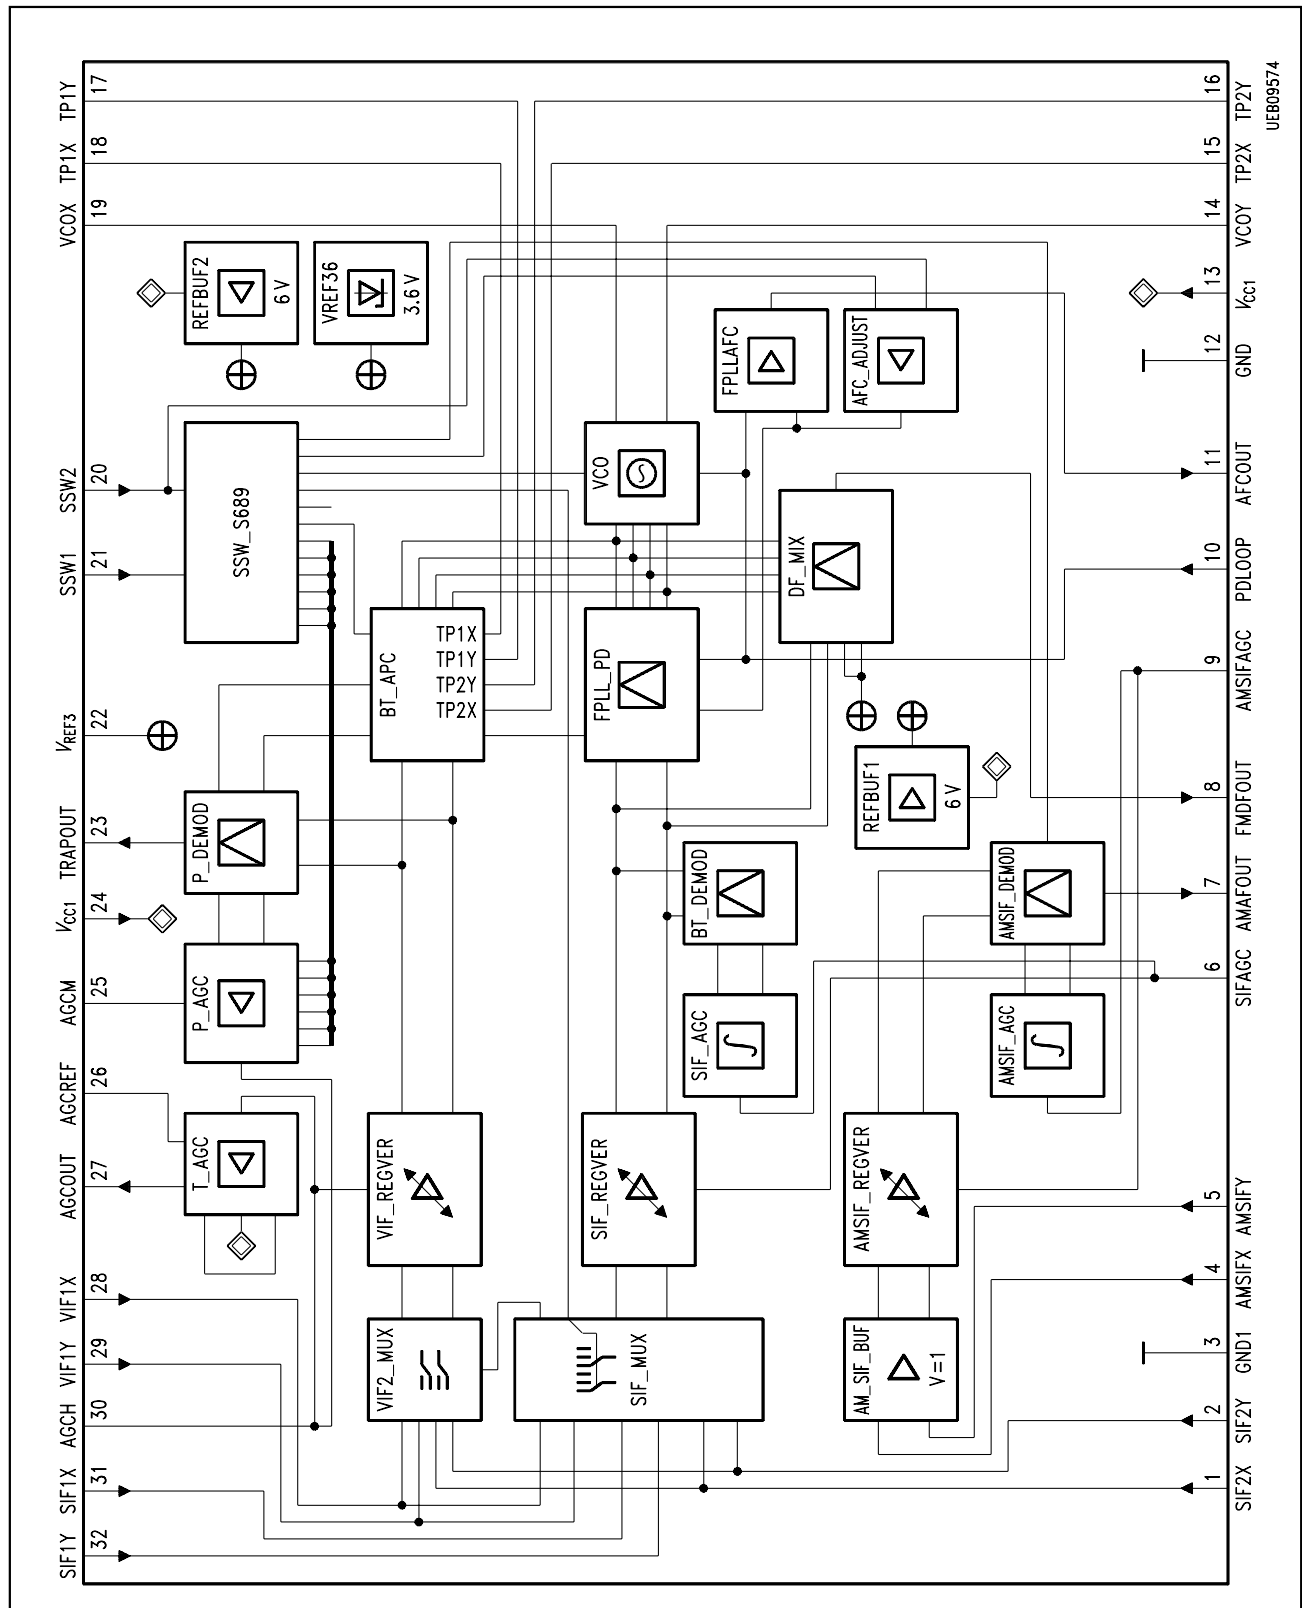 TP1Y 17
TP1X 18
VCOX 19
SSW2 20
SSW1 21
VREF3 22
TRAPOUT 23
VCC1 24
AGCM 25
AGCREF 26
AGCOUT 27
VIF1X 28
VIF1Y 29
AGCH 30
SIF1X 31
SIF1Y 32
REFBUF2
6 V
VREF36
3.6 V
SSW_S689
P_DEMOD
P_AGC
T_AGC
BT_APC
TP1X
TP1Y
TP2Y
TP2X
VIF_REGVER
VIF2_MUX
VCO
FPLL_PD
SIF_REGVER
SIF_MUX
FPLLAFC
AFC_ADJUST
DF_MIX
BT_DEMOD
SIF_AGC
REFBUF1
6 V
AMSIF_REGVER
AM_SIF_BUF
V=1
AMSIF_DEMOD
AMSIF_AGC
16 TP2Y
15 TP2X
14 VCOY
13 VCC1
12 GND
11 AFCOUT
10 PDLOOP
9 AMSIFAGC
8 FMDFOUT
7 AMAFOUT
6 SIFAGC
5 AMSIFY
4 AMSIFX
3 GND1
2 SIF2Y
1 SIF2X
UEB09574